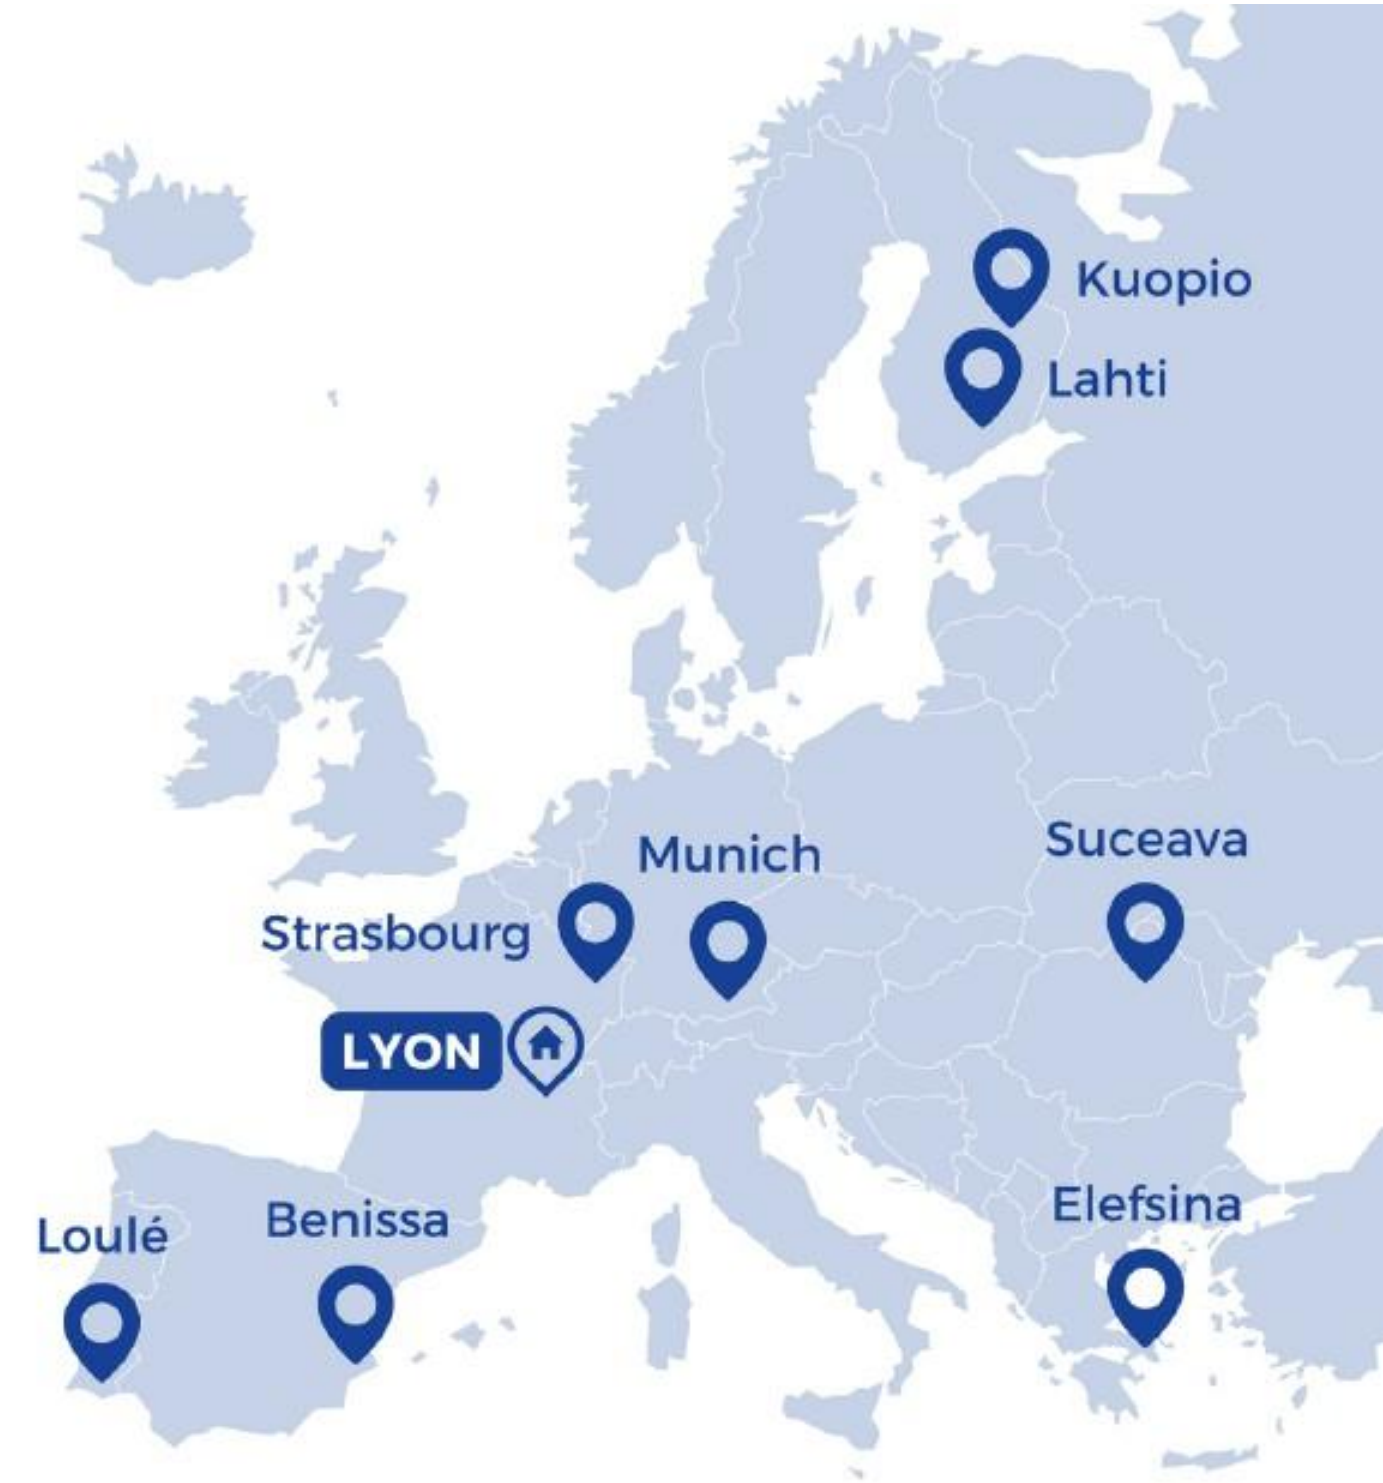 Kuopio
Lahti
Suceava
Munich
Strasbourg
LYON
Elefsina
Benissa
Loulé